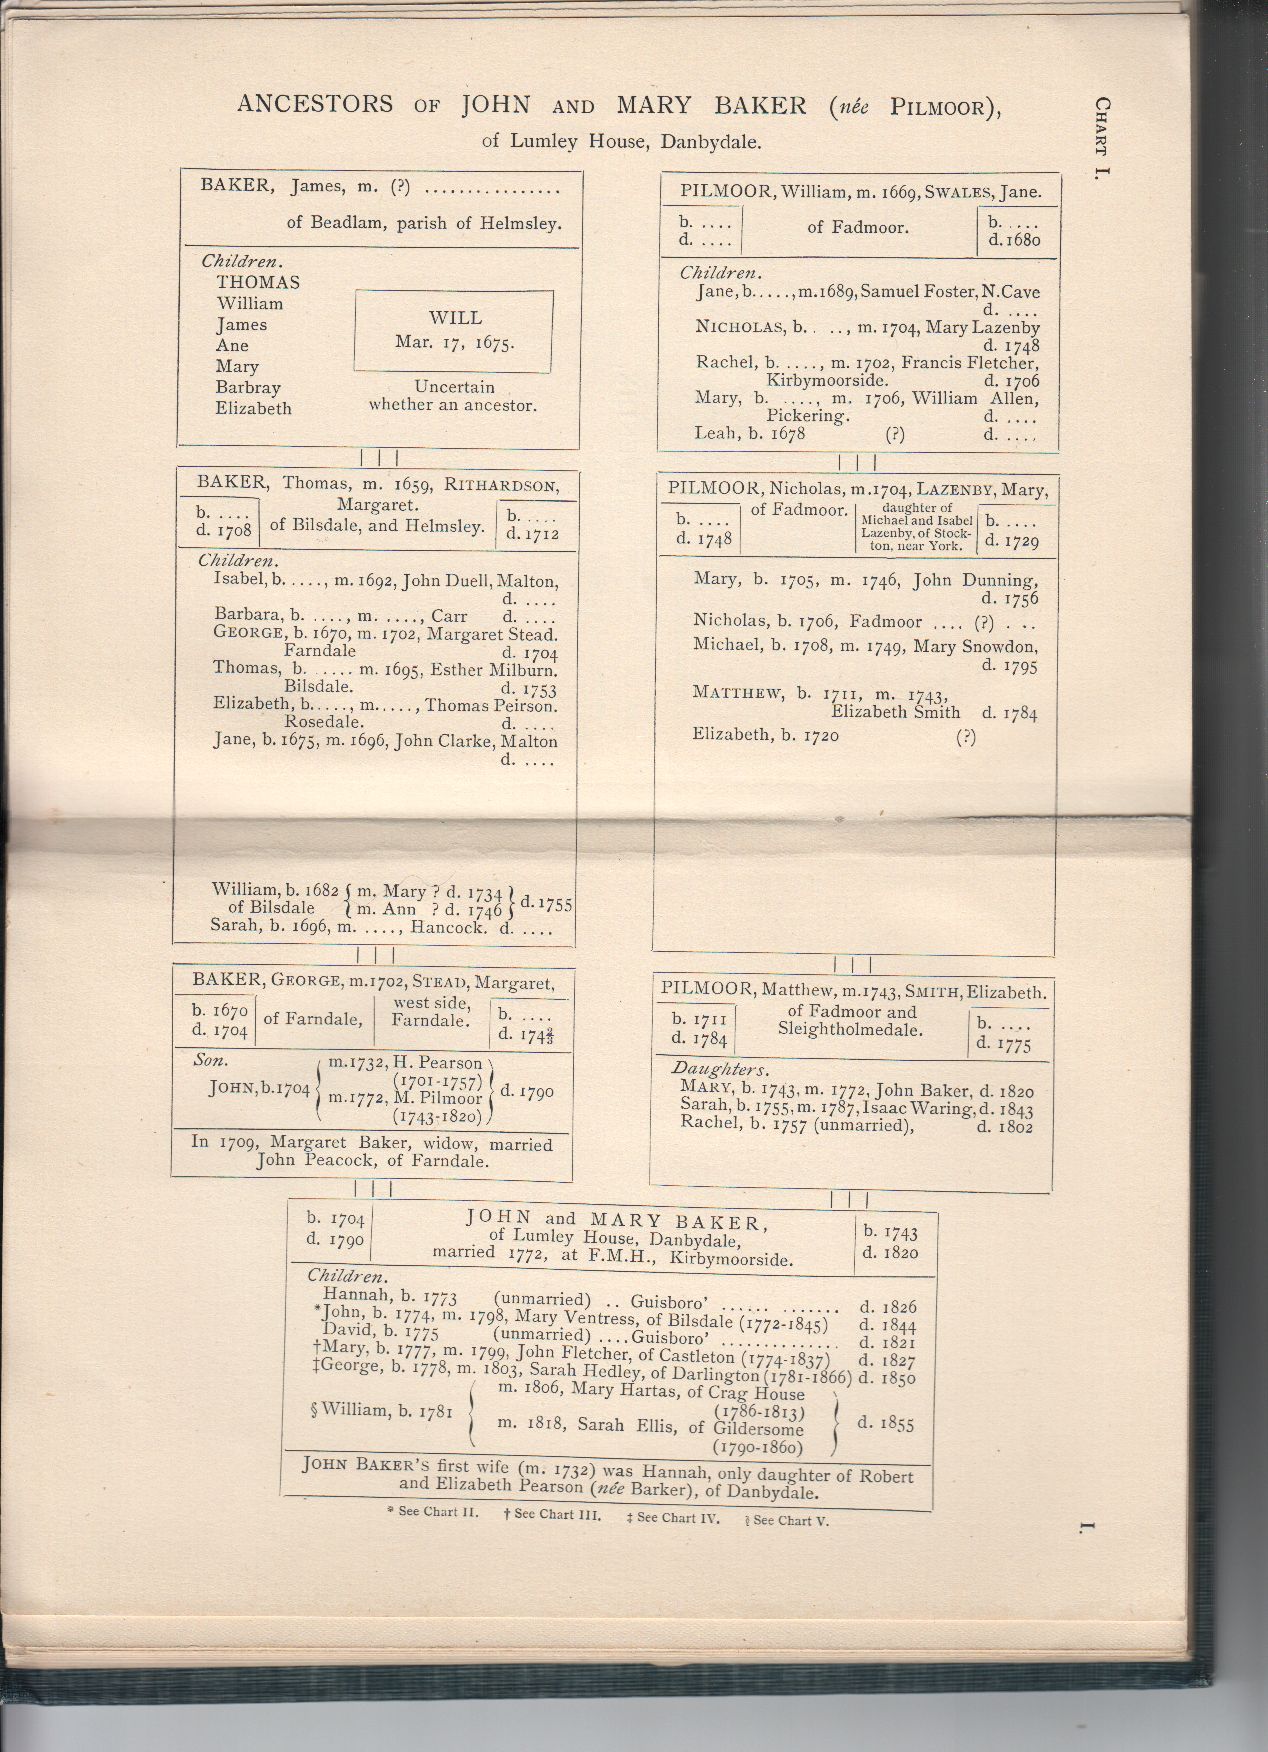 ANCESTORS OF JOHN AND MARY BAKER (née PILMOOR),
of Lumley House, Danbydale.
CHART I.
BAKER, James, m. (?) ................
of Beadlam, parish of Helmsley.
Children.
THOMAS
William
James
Ane
Mary
Barbray
Elizabeth
WILL
Mar. 17, 1675.
Uncertain
whether an ancestor.
BAKER, Thomas, m. 1659, RITHARDSON,
Margaret.
b. ....
d. 1708
of Bilsdale, and Helmsley.
b. ....
d. 1712
Children.
Isabel, b. ...., m. 1692, John Duell, Malton,
d. ....
Barbara, b. ...., m. ...., Carr d. ....
GEORGE, b. 1670, m. 1702, Margaret Stead.
Farndale d. 1704
Thomas, b. ..... m. 1695, Esther Milburn.
Bilsdale. d. 1753
Elizabeth, b....., m....., Thomas Peirson.
Rosedale. d. ....
Jane, b. 1675, m. 1696, John Clarke, Malton
d. ....
William, b. 1682 { m. Mary ? d. 1734 } d. 1755
of Bilsdale { m. Ann ? d. 1746 }
Sarah, b. 1696, m. ...., Hancock. d. ....
BAKER, GEORGE, m. 1702, STEAD, Margaret,
b. 1670
d. 1704
of Farndale,
west side,
Farndale.
b. ....
d. 174⅔
Son.
JOHN, b. 1704 { m. 1732, H. Pearson
(1701-1757)
m. 1772, M. Pilmoor
(1743-1820) } d. 1790
In 1709, Margaret Baker, widow, married
John Peacock, of Farndale.
PILMOOR, William, m. 1669, SWALES, Jane.
b. ....
d. ....
of Fadmoor.
b. ....
d. 1680
Children.
Jane, b....., m. 1689, Samuel Foster, N. Cave
d. ....
NICHOLAS, b. . .., m. 1704, Mary Lazenby
d. 1748
Rachel, b. ...., m. 1702, Francis Fletcher,
Kirbymoorside. d. 1706
Mary, b. ...., m. 1706, William Allen,
Pickering. d. ....
Leah, b. 1678 (?) d. ....
PILMOOR, Nicholas, m. 1704, LAZENBY, Mary,
b. ....
d. 1748
of Fadmoor.
daughter of
Michael and Isabel
Lazenby, of Stock-
ton, near York.
b. ....
d. 1729
Mary, b. 1705, m. 1746, John Dunning,
d. 1756
Nicholas, b. 1706, Fadmoor .... (?) . ..
Michael, b. 1708, m. 1749, Mary Snowdon,
d. 1795
MATTHEW, b. 1711, m. 1743,
Elizabeth Smith d. 1784
Elizabeth, b. 1720 (?)
PILMOOR, Matthew, m. 1743, SMITH, Elizabeth.
b. 1711
d. 1784
of Fadmoor and
Sleightholmedale.
b. ....
d. 1775
Daughters.
MARY, b. 1743, m. 1772, John Baker, d. 1820
Sarah, b. 1755, m. 1787, Isaac Waring, d. 1843
Rachel, b. 1757 (unmarried), d. 1802
b. 1704
d. 1790
JOHN and MARY BAKER,
of Lumley House, Danbydale,
married 1772, at F.M.H., Kirbymoorside.
b. 1743
d. 1820
Children.
Hannah, b. 1773 (unmarried) .. Guisboro' ...... ....... d. 1826
*John, b. 1774, m. 1798, Mary Ventress, of Bilsdale (1772-1845) d. 1844
David, b. 1775 (unmarried) .... Guisboro' .............. d. 1821
†Mary, b. 1777, m. 1799, John Fletcher, of Castleton (1774-1837) d. 1827
‡George, b. 1778, m. 1803, Sarah Hedley, of Darlington (1781-1866) d. 1850
§William, b. 1781 { m. 1806, Mary Hartas, of Crag House
(1786-1813)
m. 1818, Sarah Ellis, of Gildersome
(1790-1860) } d. 1855
JOHN BAKER'S first wife (m. 1732) was Hannah, only daughter of Robert
and Elizabeth Pearson (née Barker), of Danbydale.
* See Chart II. † See Chart III. ‡ See Chart IV. § See Chart V.
I.